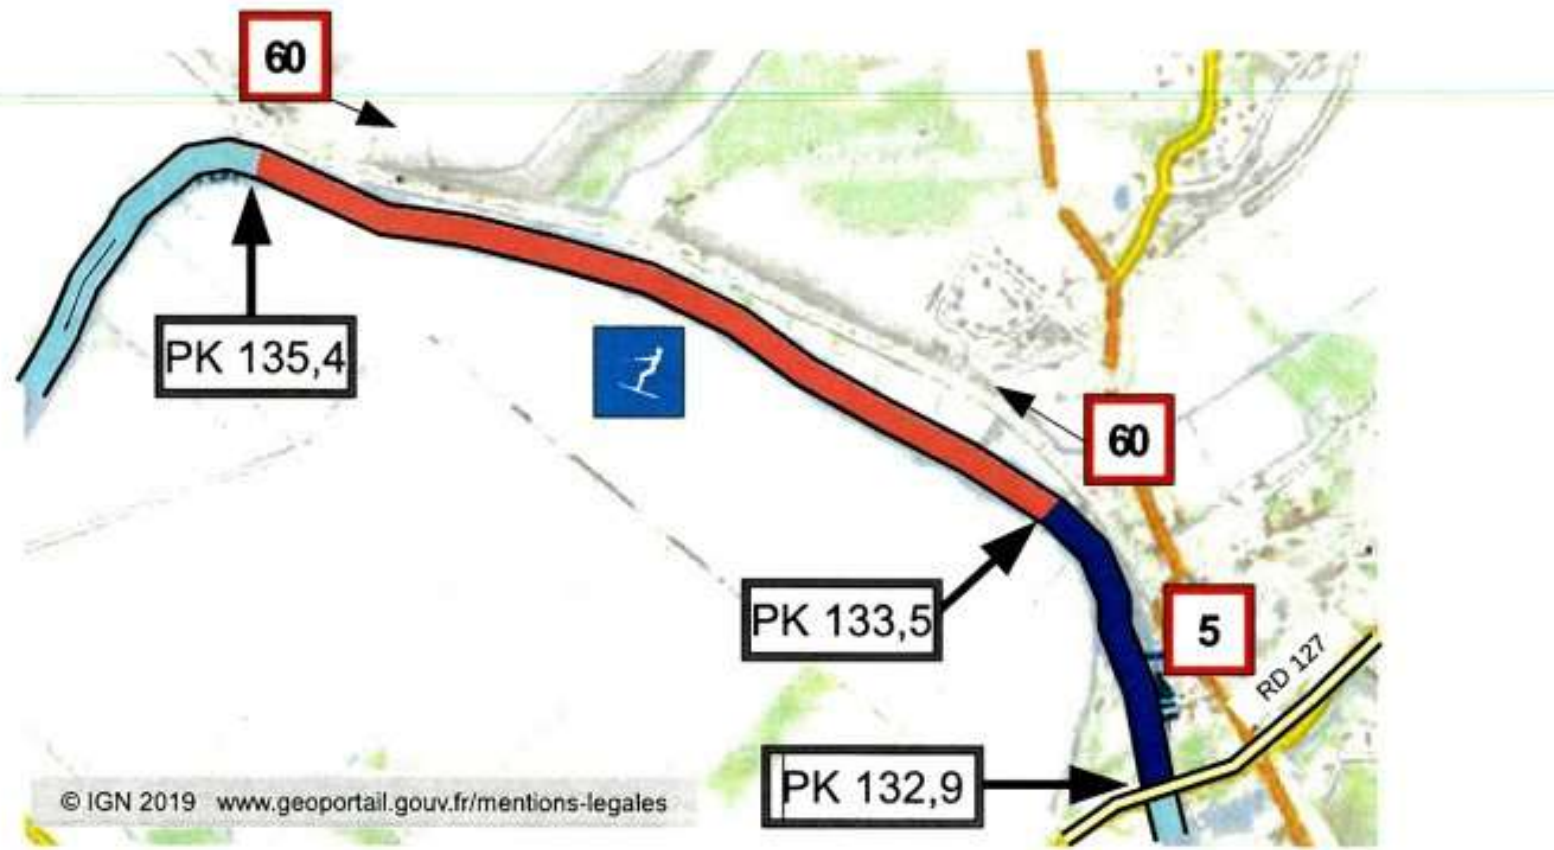 60
PK 135,4
60
PK 133,5
5
RD 127
PK 132,9
© IGN 2019 www.geoportail.gouv.fr/mentions-legales